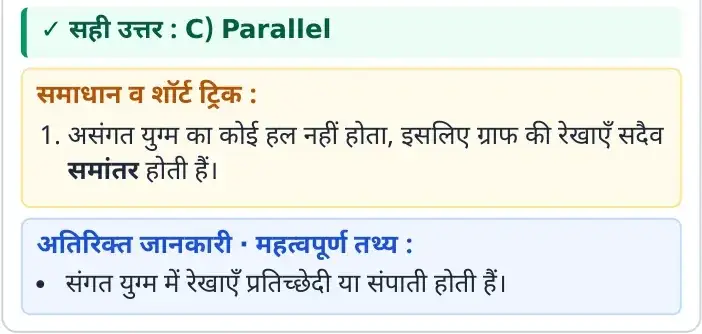 ✓ सही उत्तर : C) Parallel
समाधान व शॉर्ट ट्रिक :
1. असंगत युग्म का कोई हल नहीं होता, इसलिए ग्राफ की रेखाएँ सदैव
समांतर होती हैं।
अतिरिक्त जानकारी · महत्वपूर्ण तथ्य :
• संगत युग्म में रेखाएँ प्रतिच्छेदी या संपाती होती हैं।